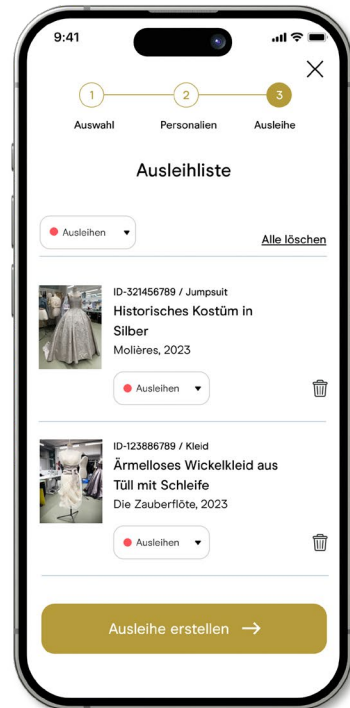 9:41
1 2 3
Auswahl Personalien Ausleihe
Ausleihliste
Ausleihen
Alle löschen
ID-321456789 / Jumpsuit
Historisches Kostüm in
Silber
Molières, 2023
Ausleihen
ID-123886789 / Kleid
Ärmelloses Wickelkleid aus
Tüll mit Schleife
Die Zauberflöte, 2023
Ausleihen
Ausleihe erstellen